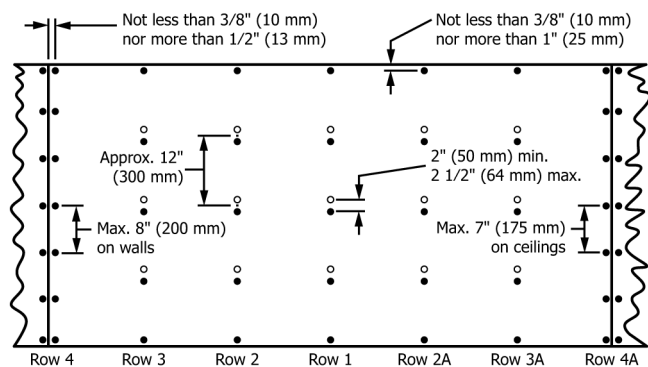 Not less than 3/8" (10 mm)
nor more than 1/2" (13 mm)
Not less than 3/8" (10 mm)
nor more than 1" (25 mm)
Approx. 12"
(300 mm)
2" (50 mm) min.
2 1/2" (64 mm) max.
Max. 8" (200 mm)
on walls
Max. 7" (175 mm)
on ceilings
Row 4 Row 3 Row 2 Row 1 Row 2A Row 3A Row 4A